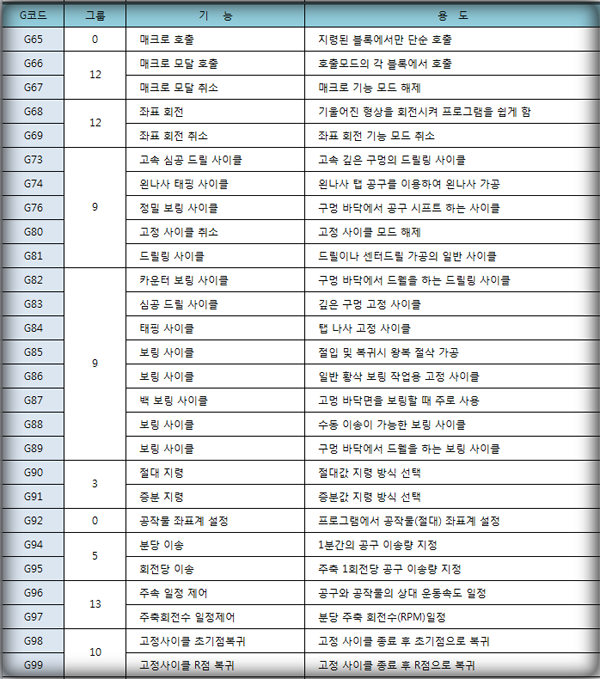 G코드 그룹 기 능 용 도
G65 0 매크로 호출 지령된 블록에서만 단순 호출
G66 12 매크로 모달 호출 호출모드의 각 블록에서 호출
G67 매크로 모달 취소 매크로 기능 모드 해제
G68 12 좌표 회전 기울어진 형상을 회전시켜 프로그램을 쉽게 함
G69 좌표 회전 취소 좌표 회전 기능 모드 취소
G73 9 고속 심공 드릴 사이클 고속 깊은 구멍의 드릴링 사이클
G74 왼나사 태핑 사이클 왼나사 탭 공구를 이용하여 왼나사 가공
G76 정밀 보링 사이클 구멍 바닥에서 공구 시프트 하는 사이클
G80 고정 사이클 취소 고정 사이클 모드 해제
G81 드릴링 사이클 드릴이나 센터드릴 가공의 일반 사이클
G82 9 카운터 보링 사이클 구멍 바닥에서 드웰을 하는 드릴링 사이클
G83 심공 드릴 사이클 깊은 구멍 고정 사이클
G84 태핑 사이클 탭 나사 고정 사이클
G85 보링 사이클 절입 및 복귀시 왕복 절삭 가공
G86 보링 사이클 일반 황삭 보링 작업용 고정 사이클
G87 백 보링 사이클 고멍 바닥면을 보링할 때 주로 사용
G88 보링 사이클 수동 이송이 가능한 보링 사이클
G89 보링 사이클 구멍 바닥에서 드웰을 하는 보링 사이클
G90 3 절대 지령 절대값 지령 방식 선택
G91 증분 지령 증분값 지령 방식 선택
G92 0 공작물 좌표계 설정 프로그램에서 공작물(절대) 좌표계 설정
G94 5 분당 이송 1분간의 공구 이송량 지정
G95 회전당 이송 주축 1회전당 공구 이송량 지정
G96 13 주속 일정 제어 공구와 공작물의 상대 운동속도 일정
G97 주축회전수 일정제어 분당 주축 회전수(RPM)일정
G98 10 고정사이클 초기점복귀 고정 사이클 종료 후 초기점으로 복귀
G99 고정사이클 R점 복귀 고정 사이클 종료 후 R점으로 복귀